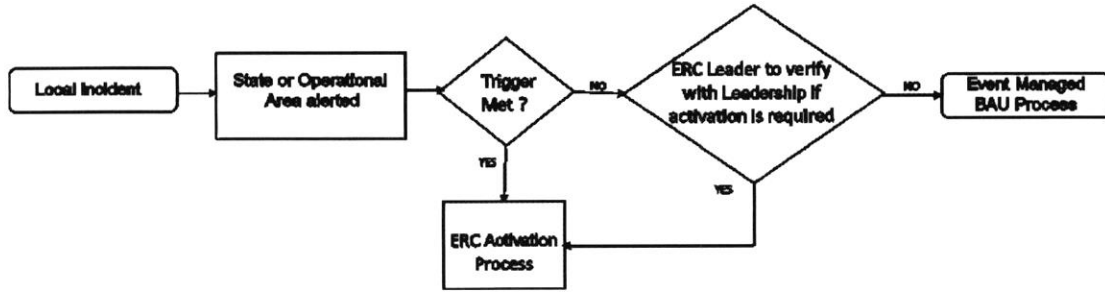 Local Incident
State or Operational
Area alerted
Trigger
Met ?
NO
ERC Leader to verify
with Leadership if
activation is required
NO
Event Managed
BAU Process
YES
YES
ERC Activation
Process